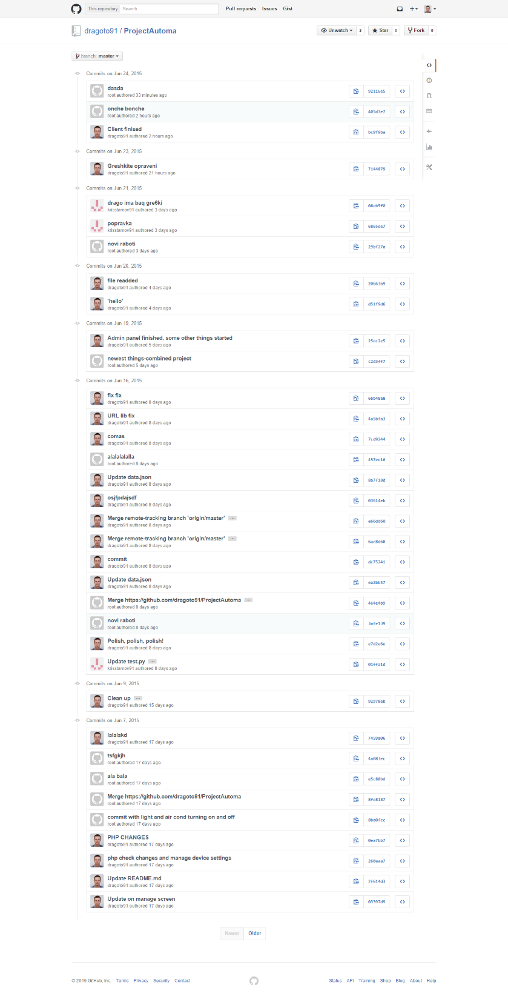 This repository Search Pull requests Issues Gist
dragoto91 / ProjectAutoma Unwatch 2 Star 0 Fork 0
branch: master
Commits on Jun 24, 2015
dasda
root authored 33 minutes ago 92116e5
onche bonche
root authored 2 hours ago 405d3e7
Client finised
dragoto91 authored 2 hours ago bc9f9ba
Commits on Jun 23, 2015
Greshkite opraveni
dragoto91 authored 21 hours ago 7144879
Commits on Jun 21, 2015
drago ima baq gre6ki
krisstamov91 authored 3 days ago 08eb5f0
popravka
krisstamov91 authored 3 days ago 6865ee7
novi raboti
root authored 3 days ago 29bf27a
Commits on Jun 20, 2015
file readded
dragoto91 authored 4 days ago 20663b9
'hello'
dragoto91 authored 4 days ago d51f9d6
Commits on Jun 19, 2015
Admin panel finished, some other things started
dragoto91 authored 5 days ago 25ec2e5
newest things-combined project
root authored 5 days ago c2d3ff7
Commits on Jun 16, 2015
fix fix
dragoto91 authored 8 days ago 6bb48a8
URL lib fix
dragoto91 authored 8 days ago 4a5bfa3
comas
dragoto91 authored 8 days ago 7cd9244
alalalalalla
root authored 8 days ago 457ee16
Update data.json
dragoto91 authored 8 days ago 8a7f18d
osjfpdajsdf
dragoto91 authored 8 days ago 03614eb
Merge remote-tracking branch 'origin/master' …
dragoto91 authored 8 days ago e66dd60
Merge remote-tracking branch 'origin/master' …
dragoto91 authored 8 days ago 6ae8d68
commit
dragoto91 authored 8 days ago dc75241
Update data.json
dragoto91 authored 8 days ago ea2bb57
Merge https://github.com/dragoto91/ProjectAutoma …
root authored 8 days ago 464e4b9
novi raboti
root authored 8 days ago 3afe139
Polish, polish, polish!
dragoto91 authored 8 days ago e7d2e6e
Update test.py …
krisstamov91 authored 8 days ago 01ffa1d
Commits on Jun 9, 2015
Clean up …
dragoto91 authored 15 days ago 92978eb
Commits on Jun 7, 2015
lalalskd
dragoto91 authored 17 days ago 7459a06
tsfgkjh
root authored 17 days ago 4a083ec
ala bala
root authored 17 days ago e5c88bd
Merge https://github.com/dragoto91/ProjectAutoma
root authored 17 days ago 8fe8187
commit with light and air cond turning on and off
root authored 17 days ago 8ba0fcc
PHP CHANGES
dragoto91 authored 17 days ago 0ea7bb7
php check changes and manage device settings
dragoto91 authored 17 days ago 260aaa7
Update README.md
dragoto91 authored 17 days ago 2f614d3
Update on manage screen
dragoto91 authored 17 days ago 03397d9
Newer Older
© 2015 GitHub, Inc. Terms Privacy Security Contact Status API Training Shop Blog About Help